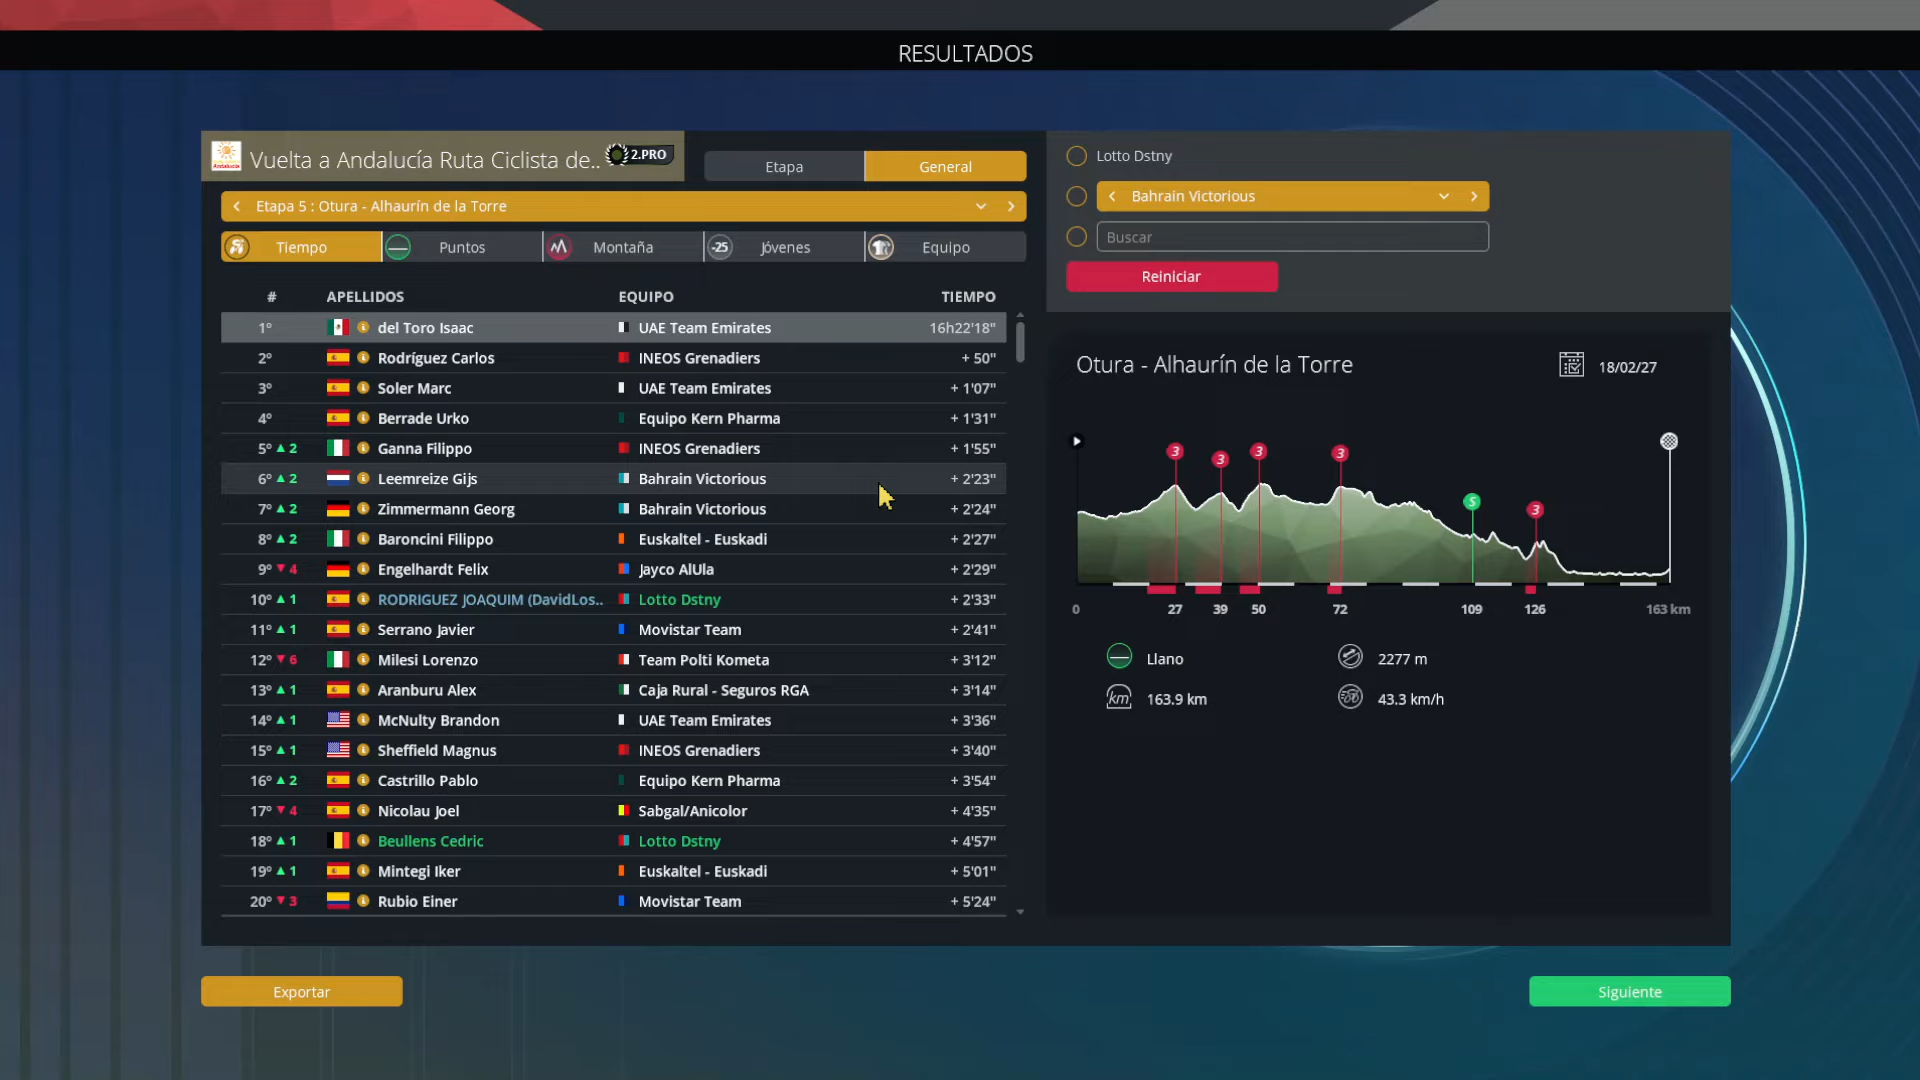 RESULTADOS
Vuelta a Andalucía Ruta Ciclista de..
2.PRO
Etapa
General
Etapa 5 : Otura - Alhaurín de la Torre
Tiempo
Puntos
Montaña
-25
Jóvenes
Equipo
# APELLIDOS EQUIPO TIEMPO
1º del Toro Isaac UAE Team Emirates 16h22'18"
2º Rodríguez Carlos INEOS Grenadiers + 50"
3º Soler Marc UAE Team Emirates + 1'07"
4º Berrade Urko Equipo Kern Pharma + 1'31"
5º ▲ 2 Ganna Filippo INEOS Grenadiers + 1'55"
6º ▲ 2 Leemreize Gijs Bahrain Victorious + 2'23"
7º ▲ 2 Zimmermann Georg Bahrain Victorious + 2'24"
8º ▲ 2 Baroncini Filippo Euskaltel - Euskadi + 2'27"
9º ▼ 4 Engelhardt Felix Jayco AlUla + 2'29"
10º ▲ 1 RODRIGUEZ JOAQUIM (DavidLos.. Lotto Dstny + 2'33"
11º ▲ 1 Serrano Javier Movistar Team + 2'41"
12º ▼ 6 Milesi Lorenzo Team Polti Kometa + 3'12"
13º ▲ 1 Aranburu Alex Caja Rural - Seguros RGA + 3'14"
14º ▲ 1 McNulty Brandon UAE Team Emirates + 3'36"
15º ▲ 1 Sheffield Magnus INEOS Grenadiers + 3'40"
16º ▲ 2 Castrillo Pablo Equipo Kern Pharma + 3'54"
17º ▼ 4 Nicolau Joel Sabgal/Anicolor + 4'35"
18º ▲ 1 Beullens Cedric Lotto Dstny + 4'57"
19º ▲ 1 Mintegi Iker Euskaltel - Euskadi + 5'01"
20º ▼ 3 Rubio Einer Movistar Team + 5'24"
Lotto Dstny
Bahrain Victorious
Buscar
Reiniciar
Otura - Alhaurín de la Torre
18/02/27
3 3 3 3 S 3
0 27 39 50 72 109 126 163 km
Llano
2277 m
km 163.9 km
43.3 km/h
Exportar
Siguiente